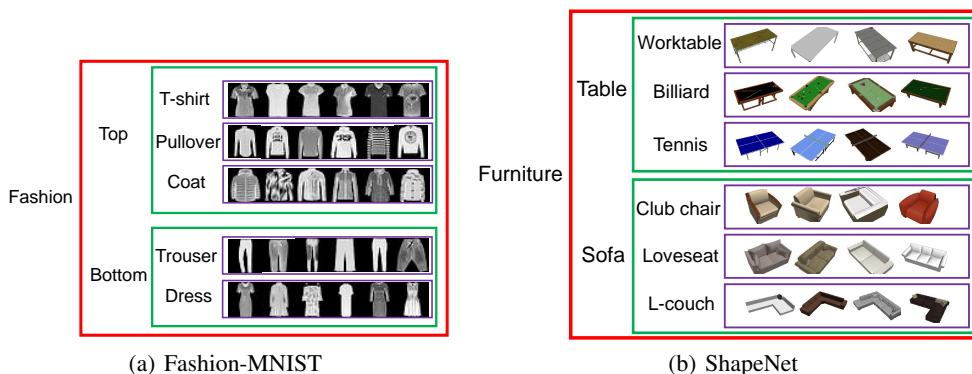 Fashion
Top
T-shirt
Pullover
Coat
Bottom
Trouser
Dress
(a) Fashion-MNIST
Furniture
Table
Worktable
Billiard
Tennis
Sofa
Club chair
Loveseat
L-couch
(b) ShapeNet